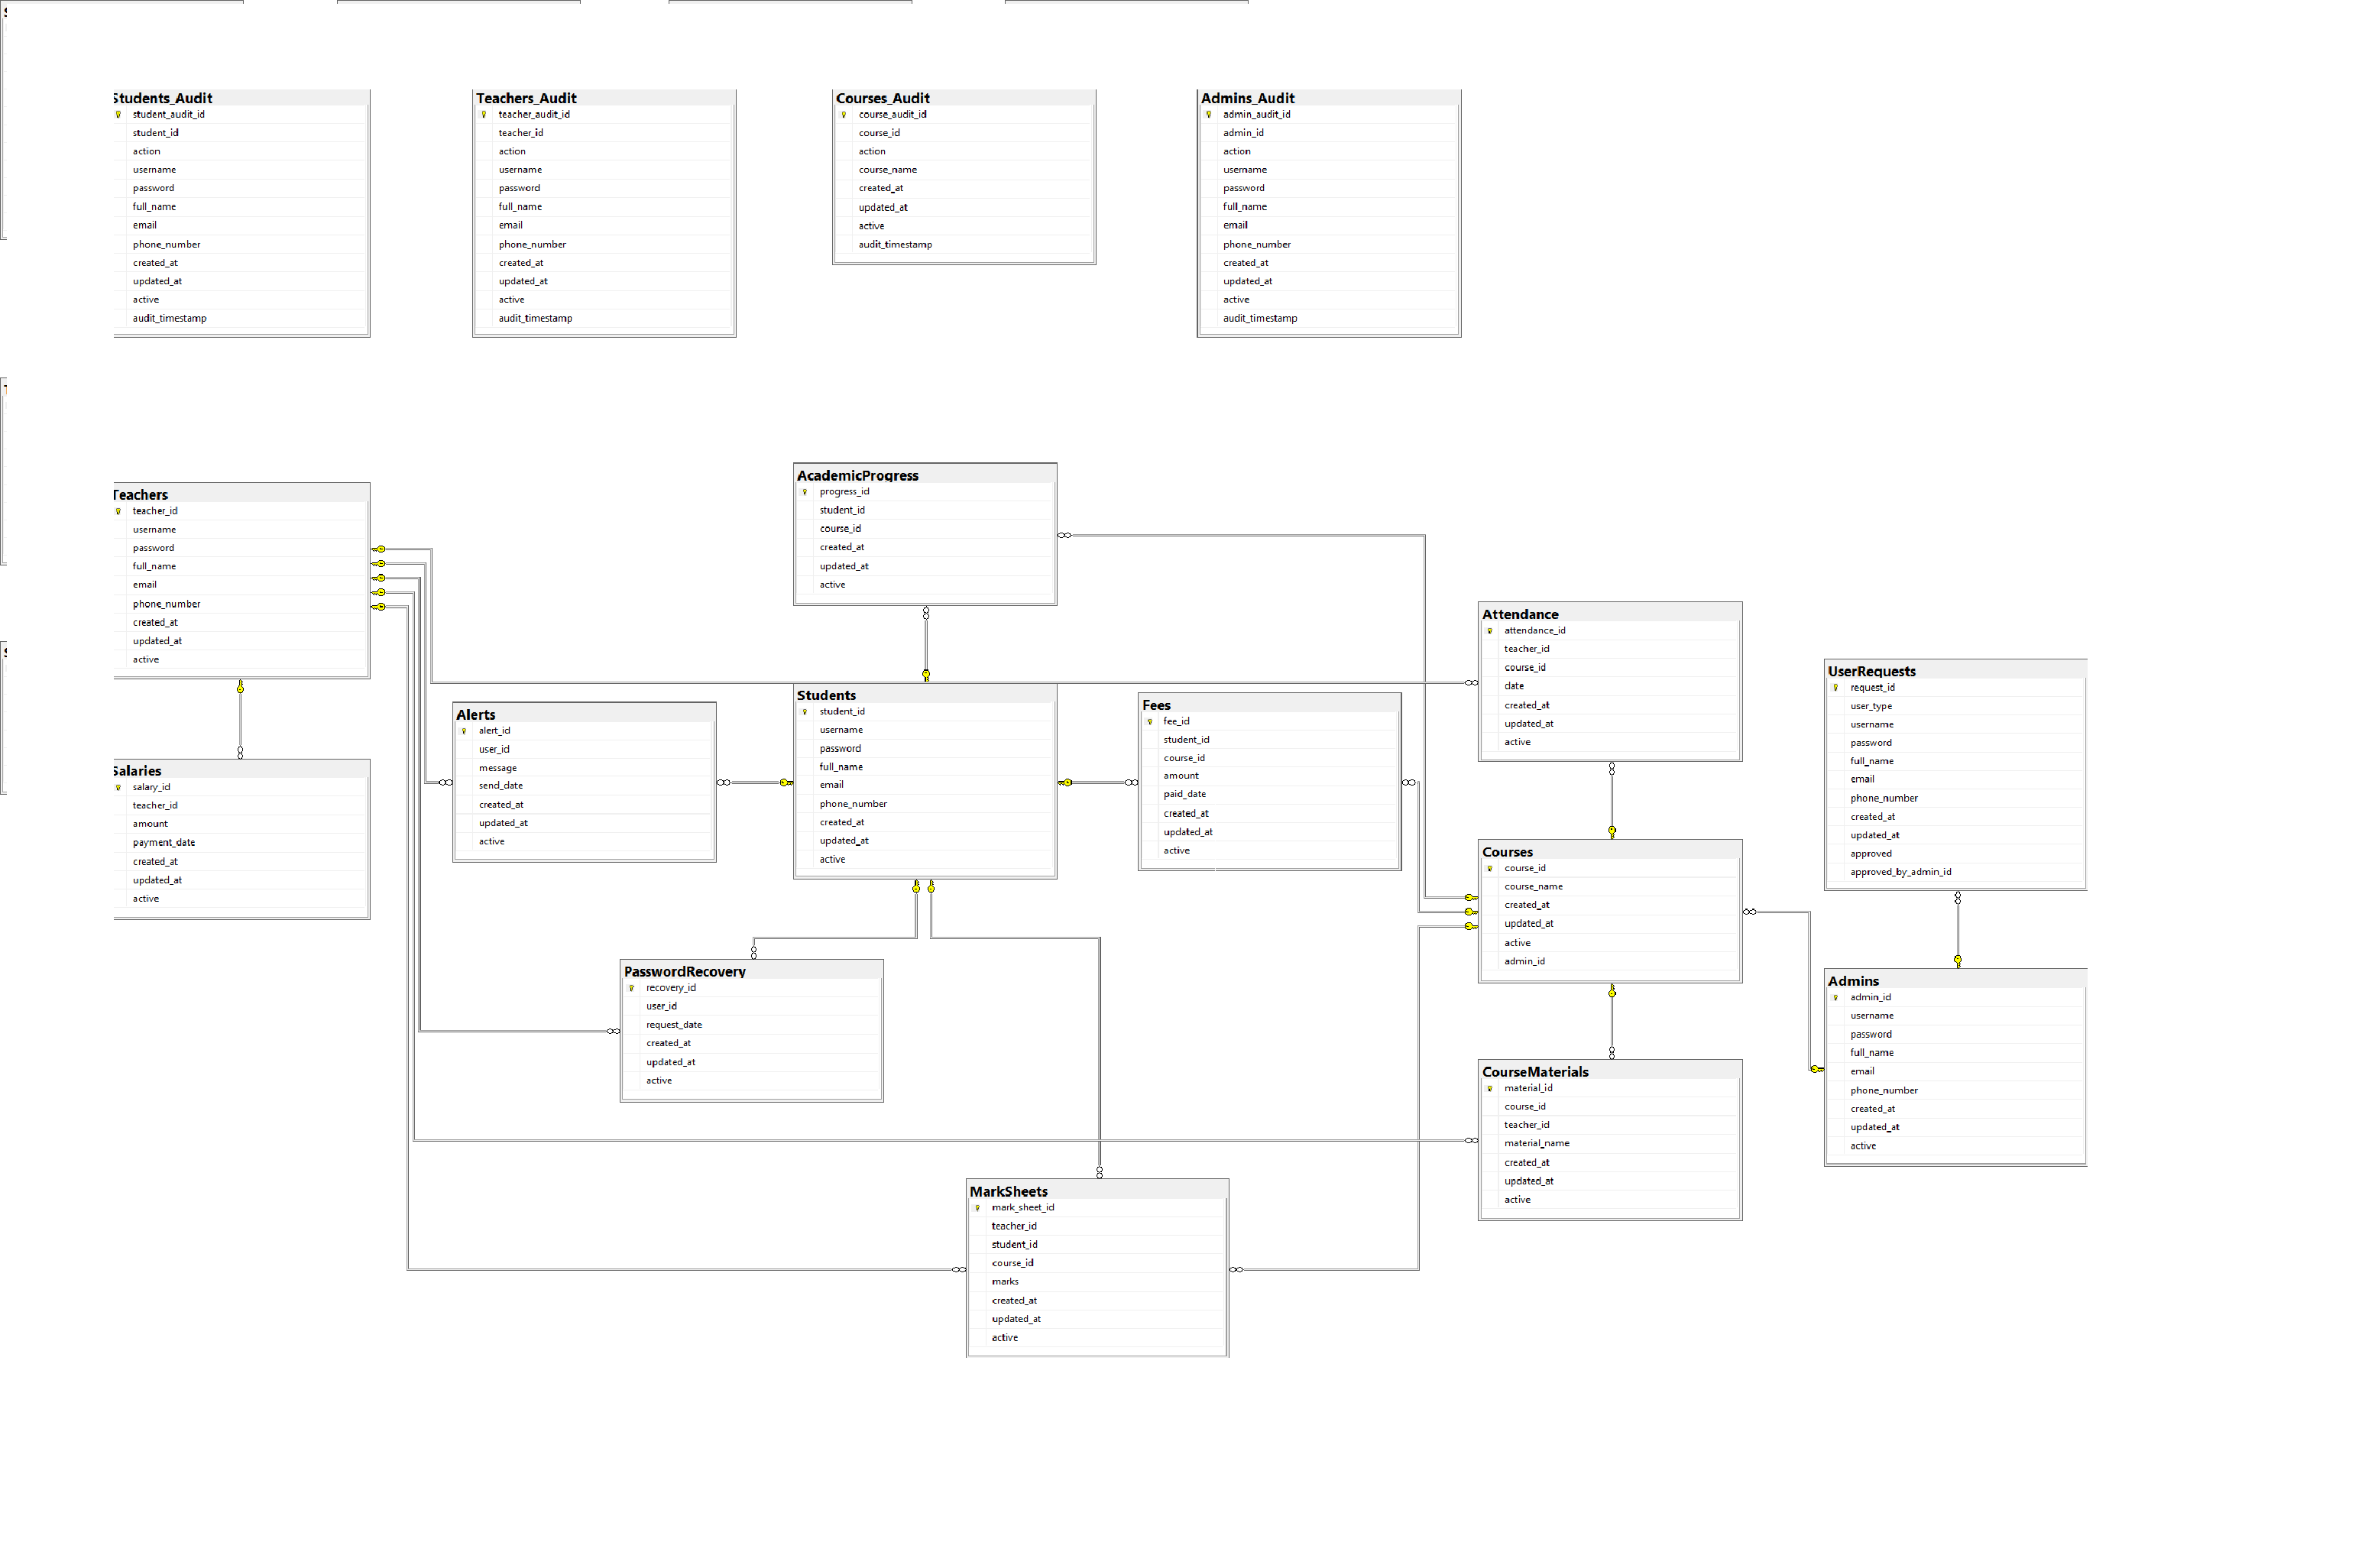 Students_Audit
student_audit_id
student_id
action
username
password
full_name
email
phone_number
created_at
updated_at
active
audit_timestamp
Teachers_Audit
teacher_audit_id
teacher_id
action
username
password
full_name
email
phone_number
created_at
updated_at
active
audit_timestamp
Courses_Audit
course_audit_id
course_id
action
course_name
created_at
updated_at
active
audit_timestamp
Admins_Audit
admin_audit_id
admin_id
action
username
password
full_name
email
phone_number
created_at
updated_at
active
audit_timestamp
Teachers
teacher_id
username
password
full_name
email
phone_number
created_at
updated_at
active
AcademicProgress
progress_id
student_id
course_id
created_at
updated_at
active
Attendance
attendance_id
teacher_id
course_id
date
created_at
updated_at
active
UserRequests
request_id
user_type
username
password
full_name
email
phone_number
created_at
updated_at
approved
approved_by_admin_id
Salaries
salary_id
teacher_id
amount
payment_date
created_at
updated_at
active
Alerts
alert_id
user_id
message
send_date
created_at
updated_at
active
Students
student_id
username
password
full_name
email
phone_number
created_at
updated_at
active
Fees
fee_id
student_id
course_id
amount
paid_date
created_at
updated_at
active
Courses
course_id
course_name
created_at
updated_at
active
admin_id
PasswordRecovery
recovery_id
user_id
request_date
created_at
updated_at
active
Admins
admin_id
username
password
full_name
email
phone_number
created_at
updated_at
active
CourseMaterials
material_id
course_id
teacher_id
material_name
created_at
updated_at
active
MarkSheets
mark_sheet_id
teacher_id
student_id
course_id
marks
created_at
updated_at
active